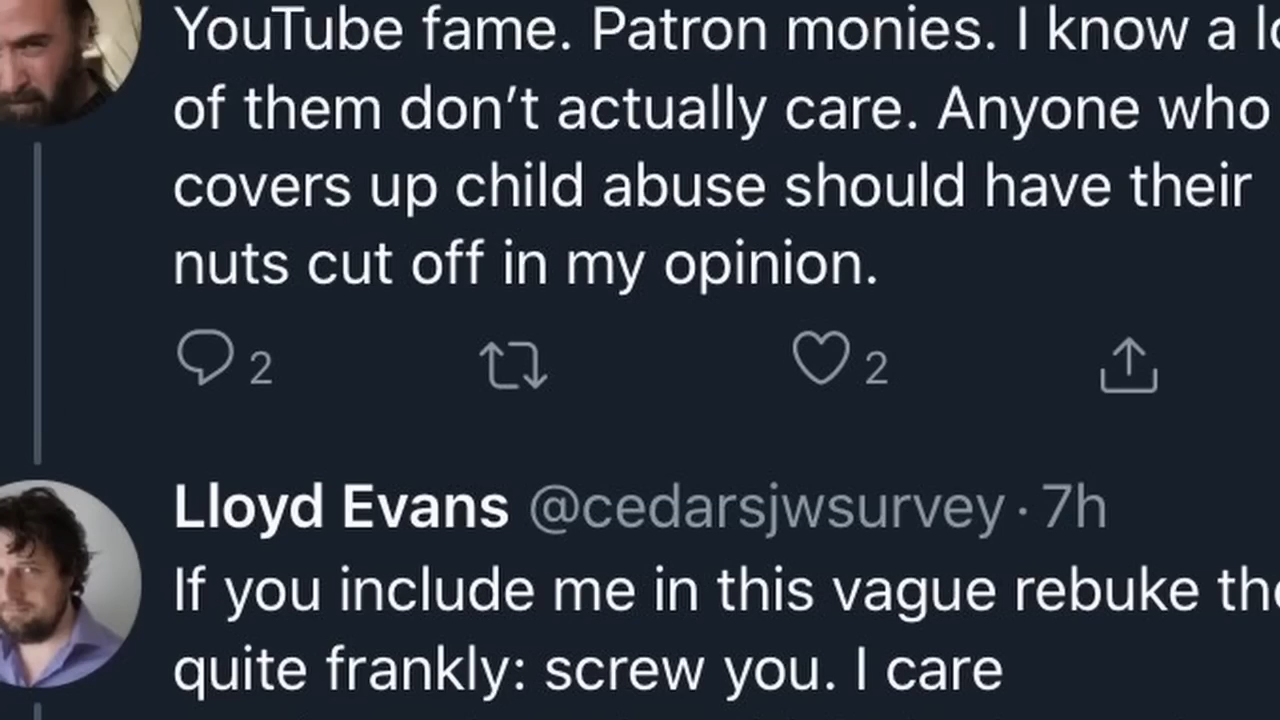 YouTube fame. Patron monies. I know a
of them don't actually care. Anyone who
covers up child abuse should have their
nuts cut off in my opinion.
2 2
Lloyd Evans @cedarsjwsurvey · 7h
If you include me in this vague rebuke
quite frankly: screw you. I care